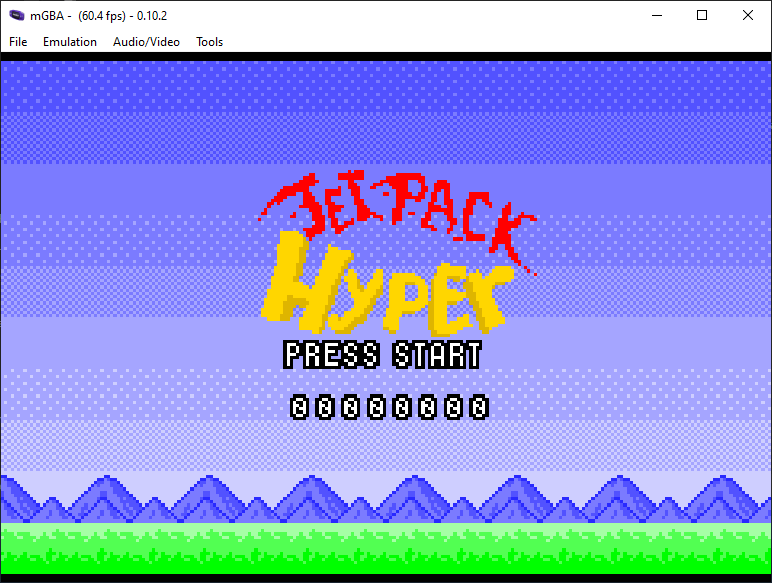 mGBA - (60.4 fps) - 0.10.2
File Emulation Audio/Video Tools
JETPACK
HYPER
PRESS START
00000000